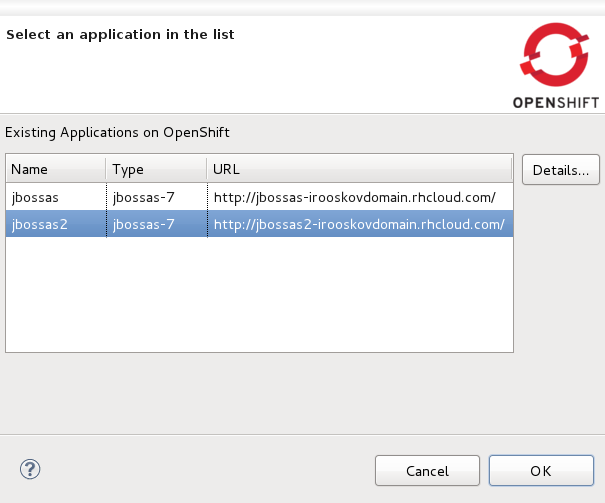 Select an application in the list
OPENSHIFT
Existing Applications on OpenShift
Name Type URL
Details...
jbossas jbossas-7 http://jbossas-irooskovdomain.rhcloud.com/
jbossas2 jbossas-7 http://jbossas2-irooskovdomain.rhcloud.com/
?
Cancel OK